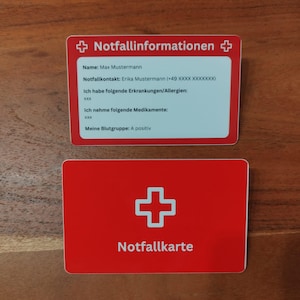 Notfallinformationen
Name: Max Mustermann
Notfallkontakt: Erika Mustermann (+49 XXXX XXXXXXX)
Ich habe folgende Erkrankungen/Allergien:
xxx
Ich nehme folgende Medikamente:
xxx
Meine Blutgruppe: A positiv
Notfallkarte